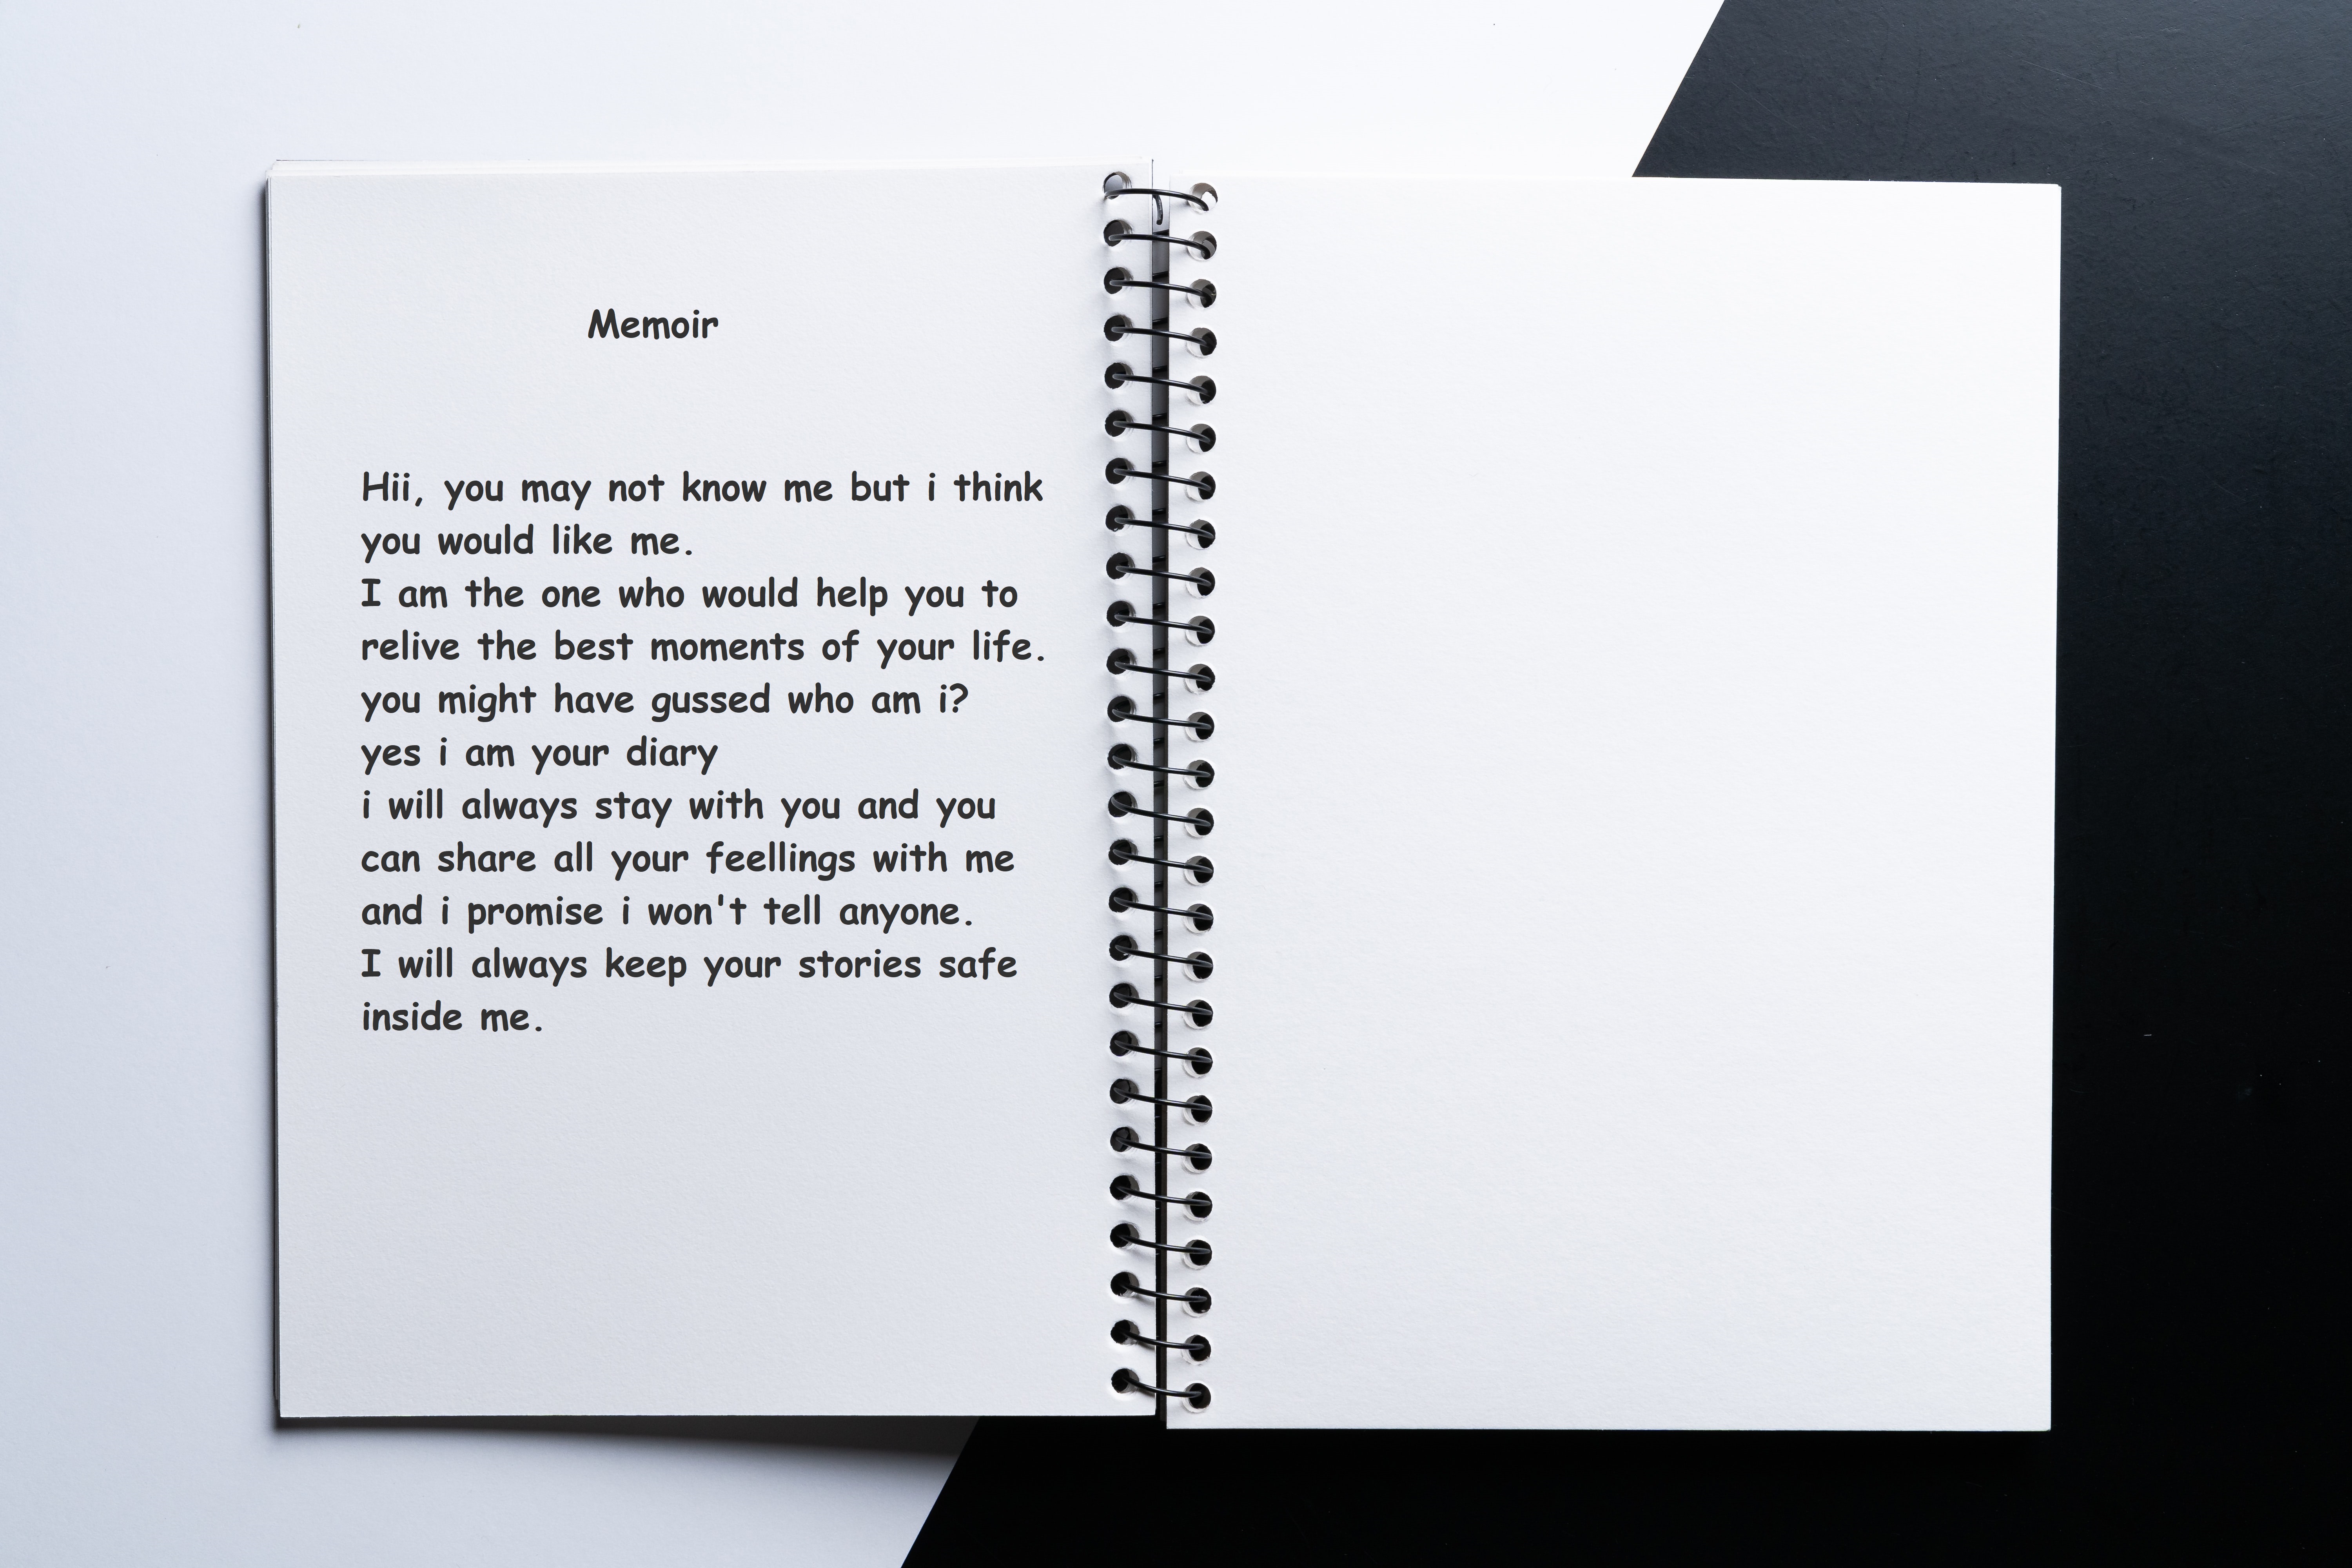 Memoir
Hii, you may not know me but i think
you would like me.
I am the one who would help you to
relive the best moments of your life.
you might have gussed who am i?
yes i am your diary
i will always stay with you and you
can share all your feellings with me
and i promise i won't tell anyone.
I will always keep your stories safe
inside me.